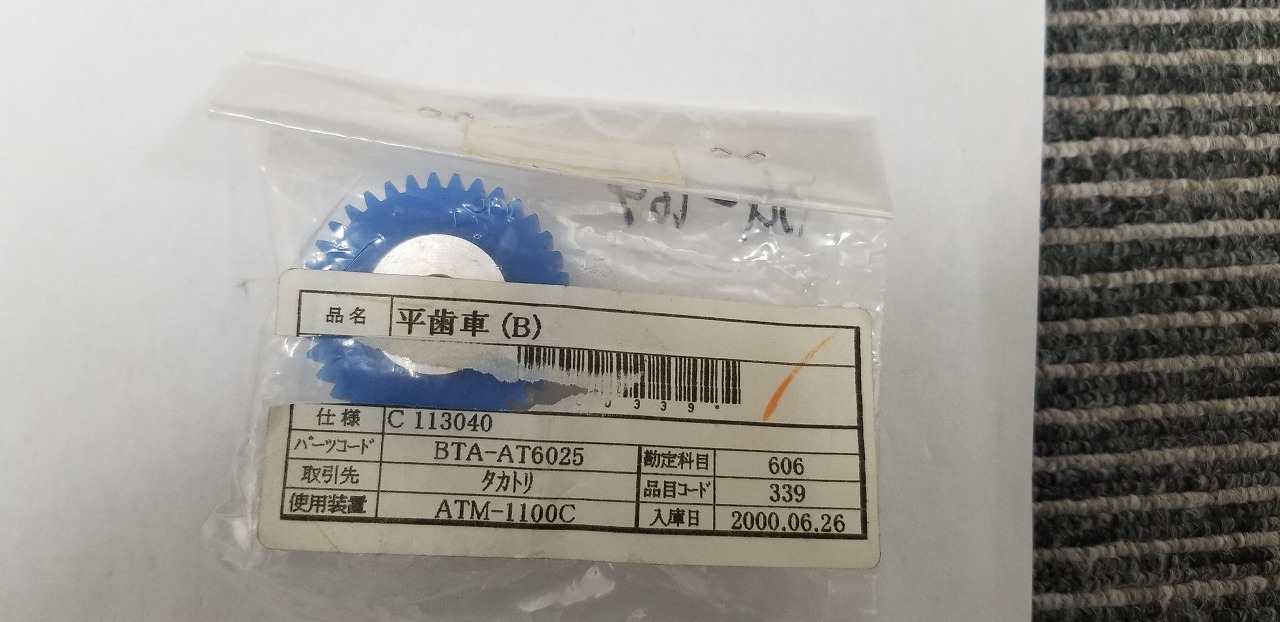 品名 平歯車 (B)
339*
仕様 C 113040
パーツコード BTA-AT6025 勘定科目 606
取引先 タカトリ 品目コード 339
使用装置 ATM-1100C 入庫日 2000.06.26